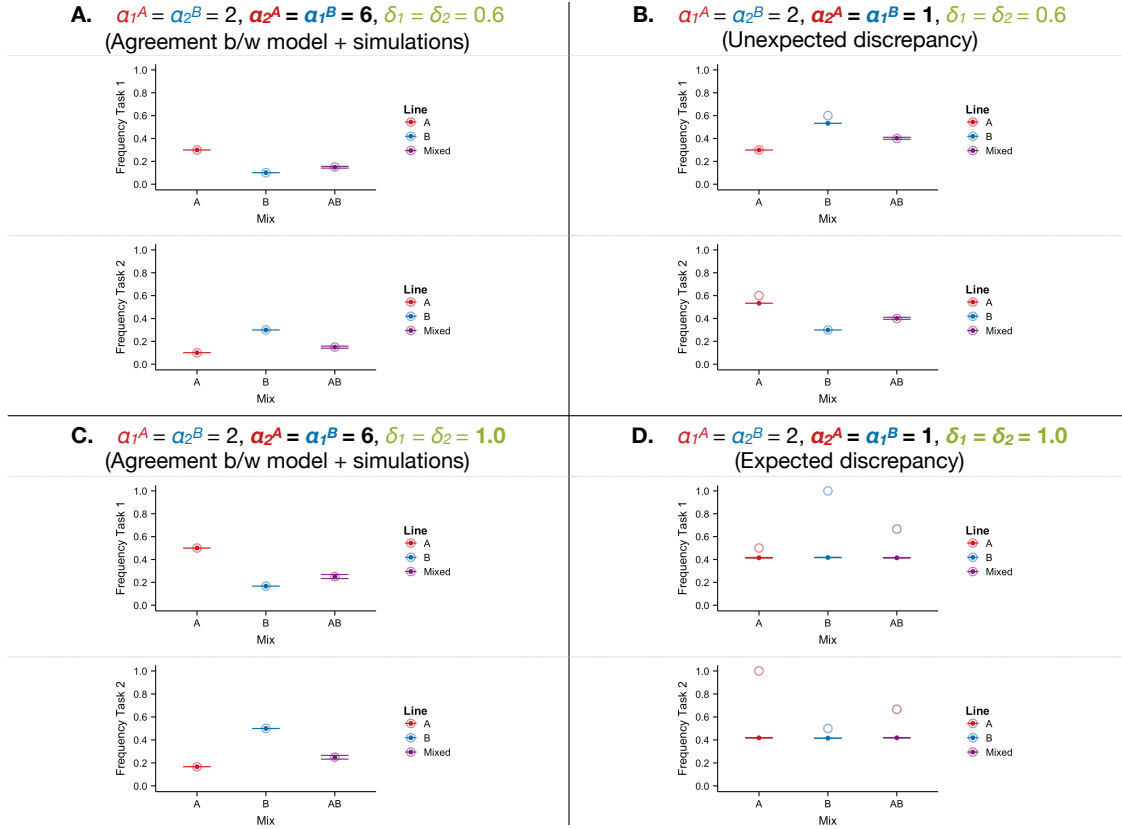 A. α₁ᴬ = α₂ᴮ = 2, α₂ᴬ = α₁ᴮ = 6, δ₁ = δ₂ = 0.6
(Agreement b/w model + simulations)
Frequency Task 1
1.0
0.8
0.6
0.4
0.2
0.0
A B AB
Mix
Line
A
B
Mixed
Frequency Task 2
1.0
0.8
0.6
0.4
0.2
0.0
A B AB
Mix
Line
A
B
Mixed
B. α₁ᴬ = α₂ᴮ = 2, α₂ᴬ = α₁ᴮ = 1, δ₁ = δ₂ = 0.6
(Unexpected discrepancy)
Frequency Task 1
1.0
0.8
0.6
0.4
0.2
0.0
A B AB
Mix
Line
A
B
Mixed
Frequency Task 2
1.0
0.8
0.6
0.4
0.2
0.0
A B AB
Mix
Line
A
B
Mixed
C. α₁ᴬ = α₂ᴮ = 2, α₂ᴬ = α₁ᴮ = 6, δ₁ = δ₂ = 1.0
(Agreement b/w model + simulations)
Frequency Task 1
1.0
0.8
0.6
0.4
0.2
0.0
A B AB
Mix
Line
A
B
Mixed
Frequency Task 2
1.0
0.8
0.6
0.4
0.2
0.0
A B AB
Mix
Line
A
B
Mixed
D. α₁ᴬ = α₂ᴮ = 2, α₂ᴬ = α₁ᴮ = 1, δ₁ = δ₂ = 1.0
(Expected discrepancy)
Frequency Task 1
1.0
0.8
0.6
0.4
0.2
0.0
A B AB
Mix
Line
A
B
Mixed
Frequency Task 2
1.0
0.8
0.6
0.4
0.2
0.0
A B AB
Mix
Line
A
B
Mixed